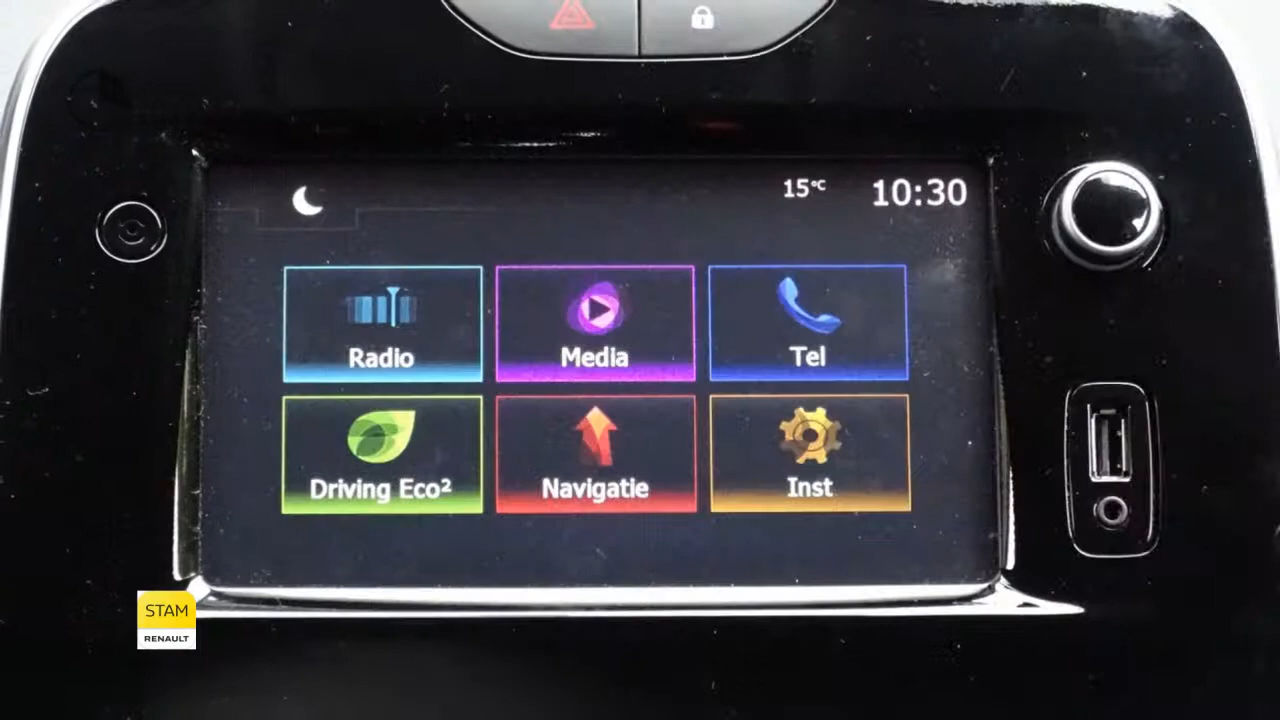 15°C 10:30
Radio Media Tel
Driving Eco² Navigatie Inst
STAM
RENAULT